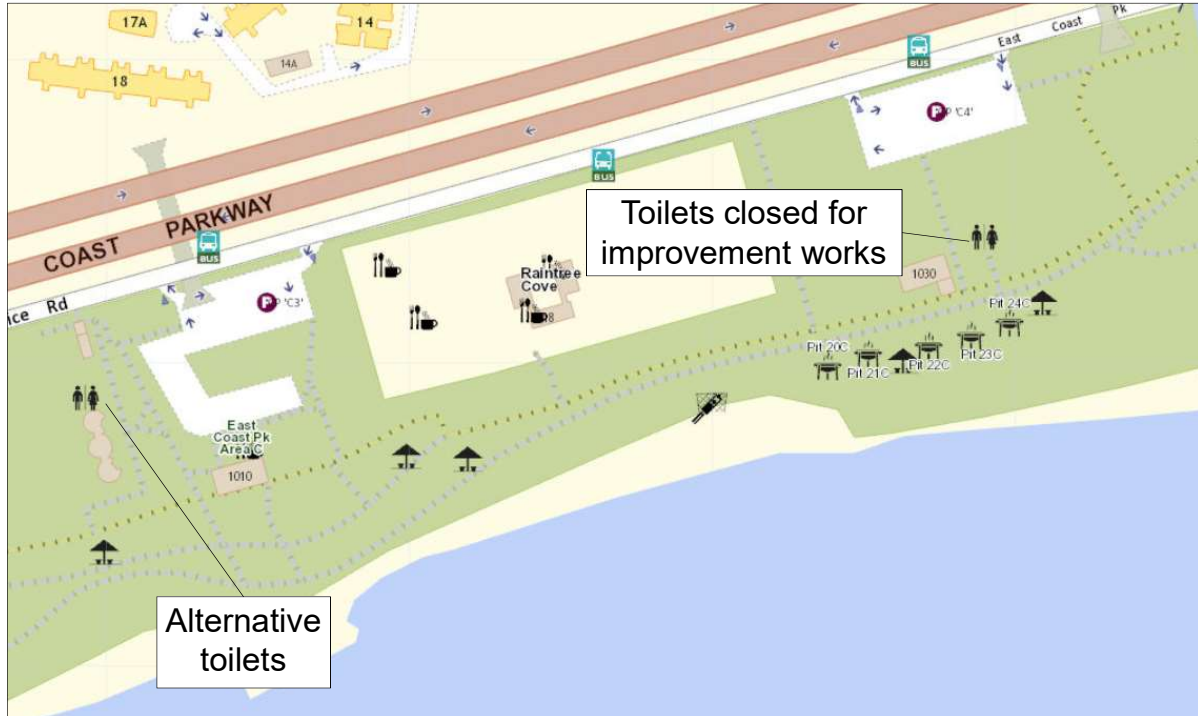 17A
14
14A
18
East Coast Pk
BUS
P 'C4'
BUS
COAST PARKWAY
BUS
Toilets closed for
improvement works
Raintree
Cove
1030
nce Rd
P 'C3'
Pit 24C
Pit 20C
Pit 23C
Pit 21C
Pit 22C
East
Coast Pk
Area C
1010
Alternative
toilets